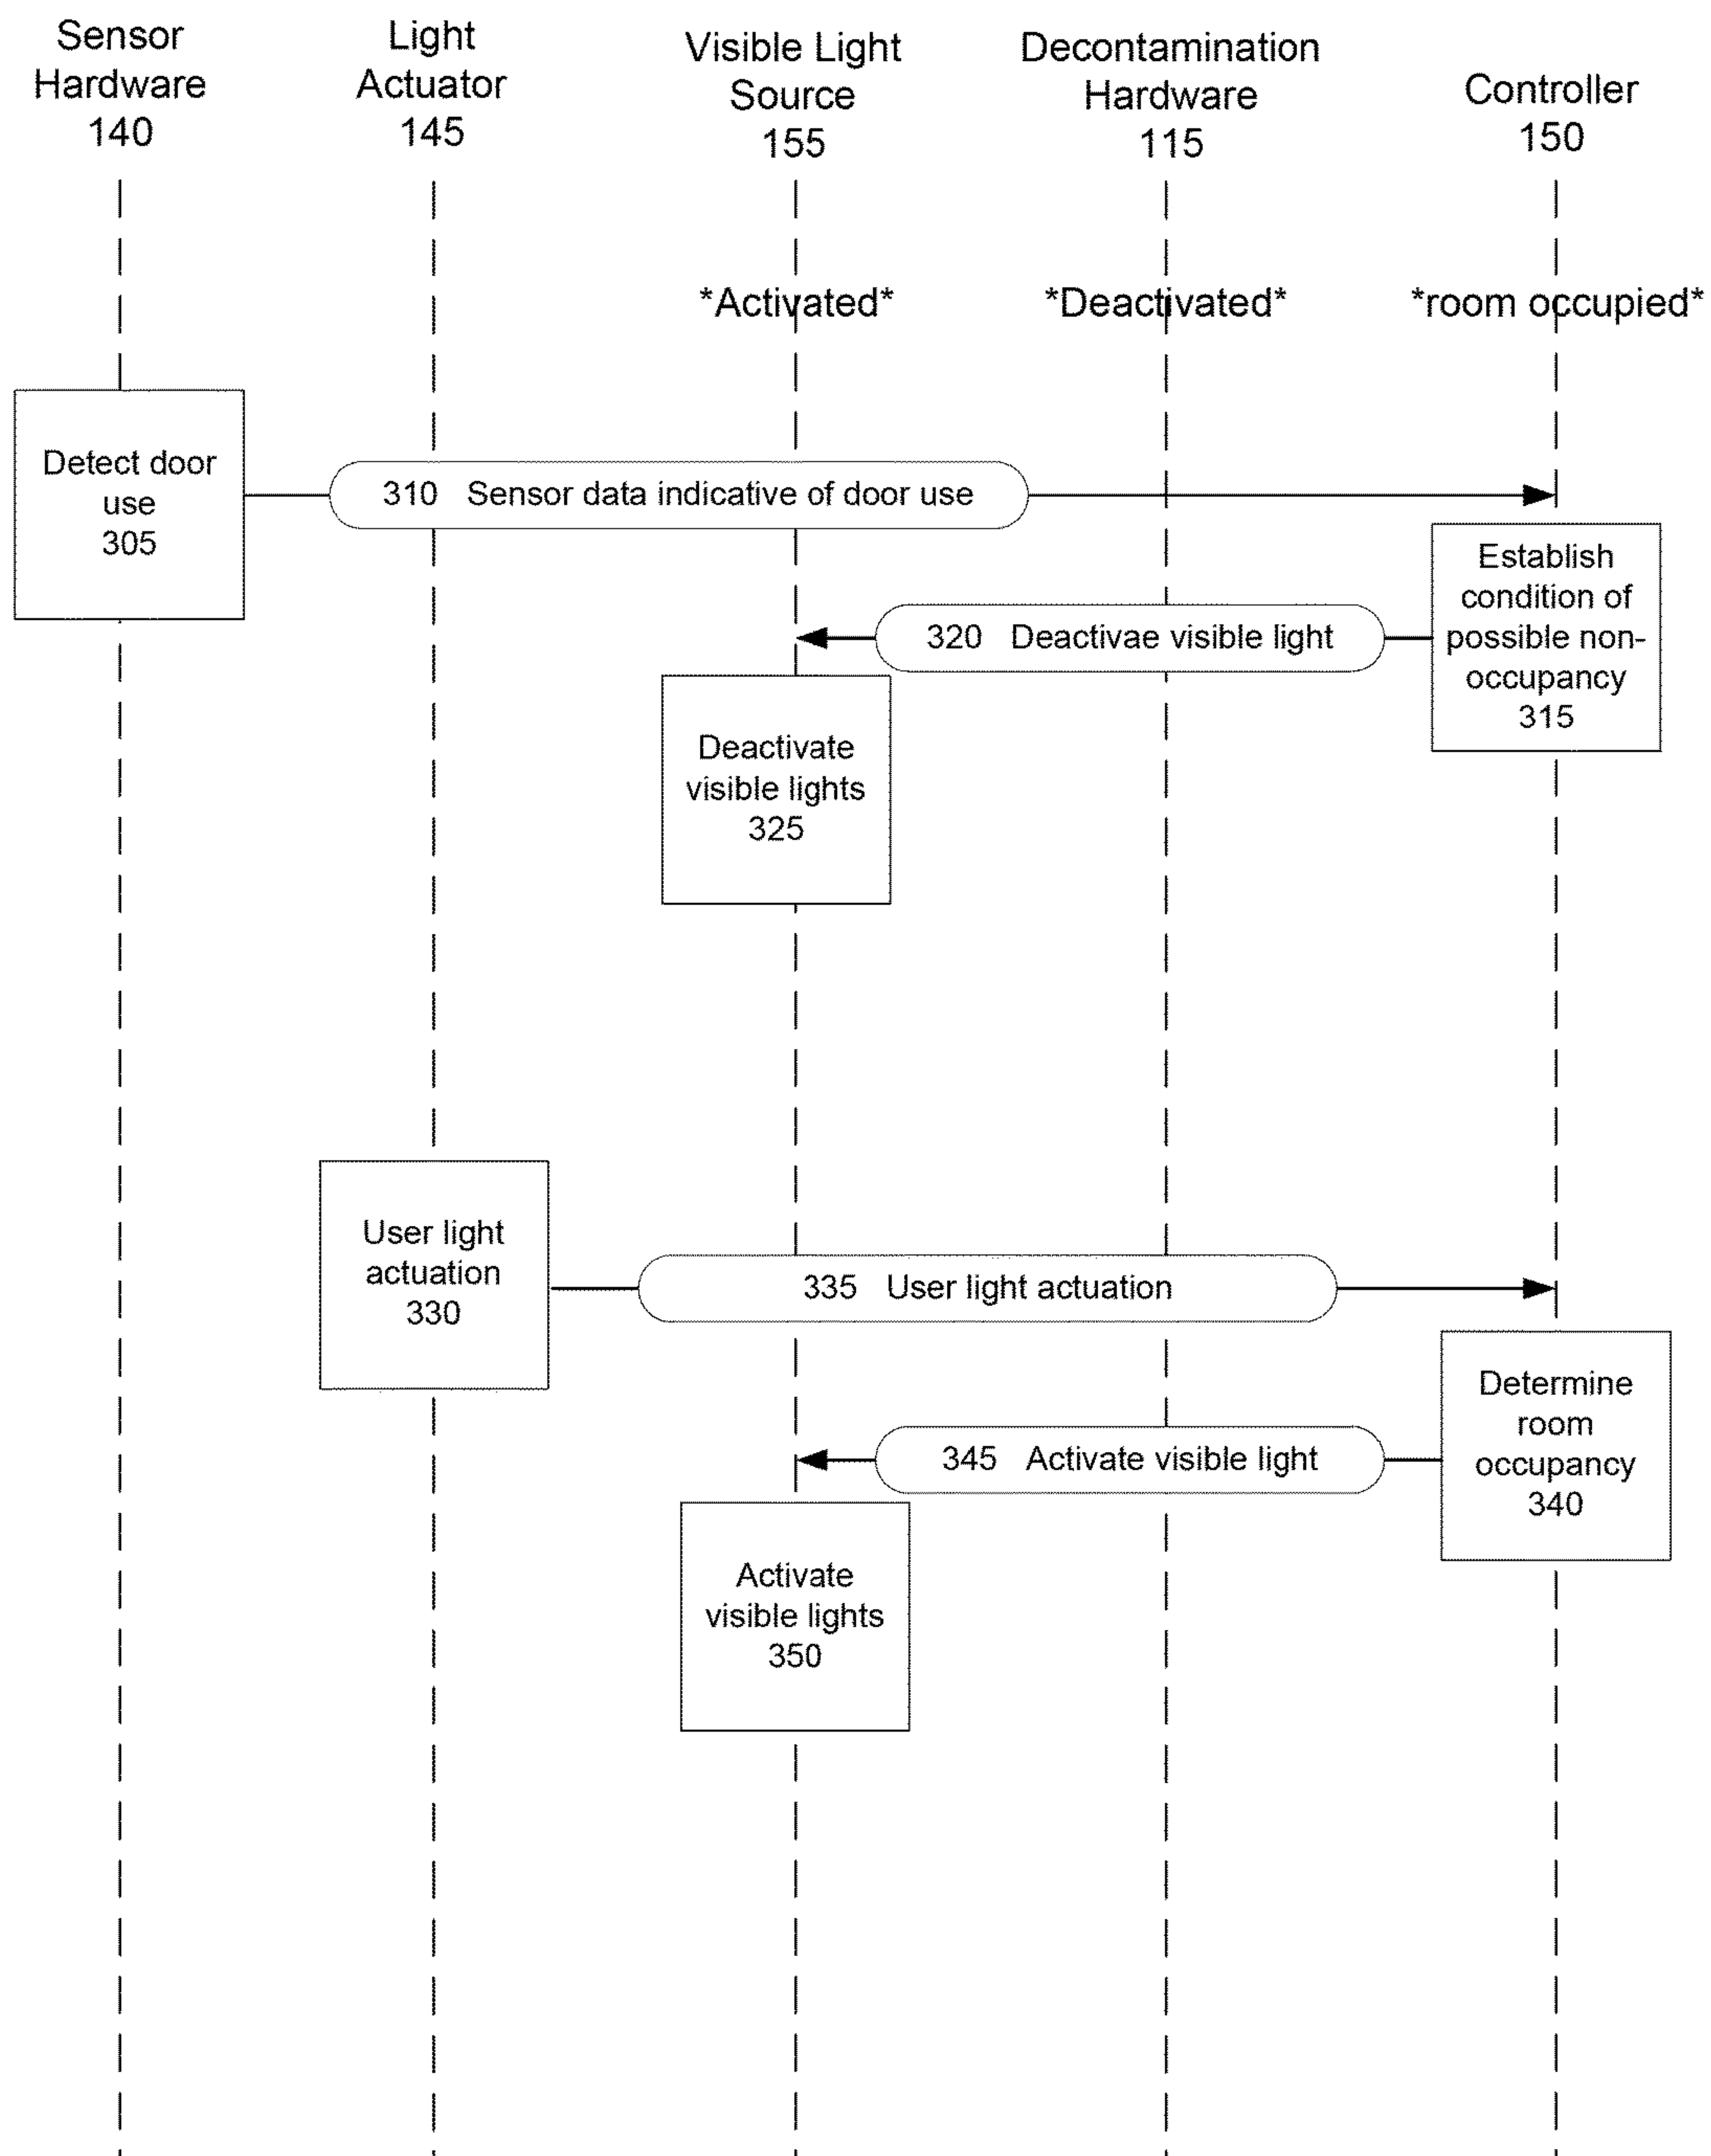 Sensor
Hardware
140
Light
Actuator
145
Visible Light
Source
155
Decontamination
Hardware
115
Controller
150
*Activated*
*Deactivated*
*room occupied*
Detect door
use
305
310 Sensor data indicative of door use
Establish
condition of
possible non-
occupancy
315
320 Deactivae visible light
Deactivate
visible lights
325
User light
actuation
330
335 User light actuation
Determine
room
occupancy
340
345 Activate visible light
Activate
visible lights
350